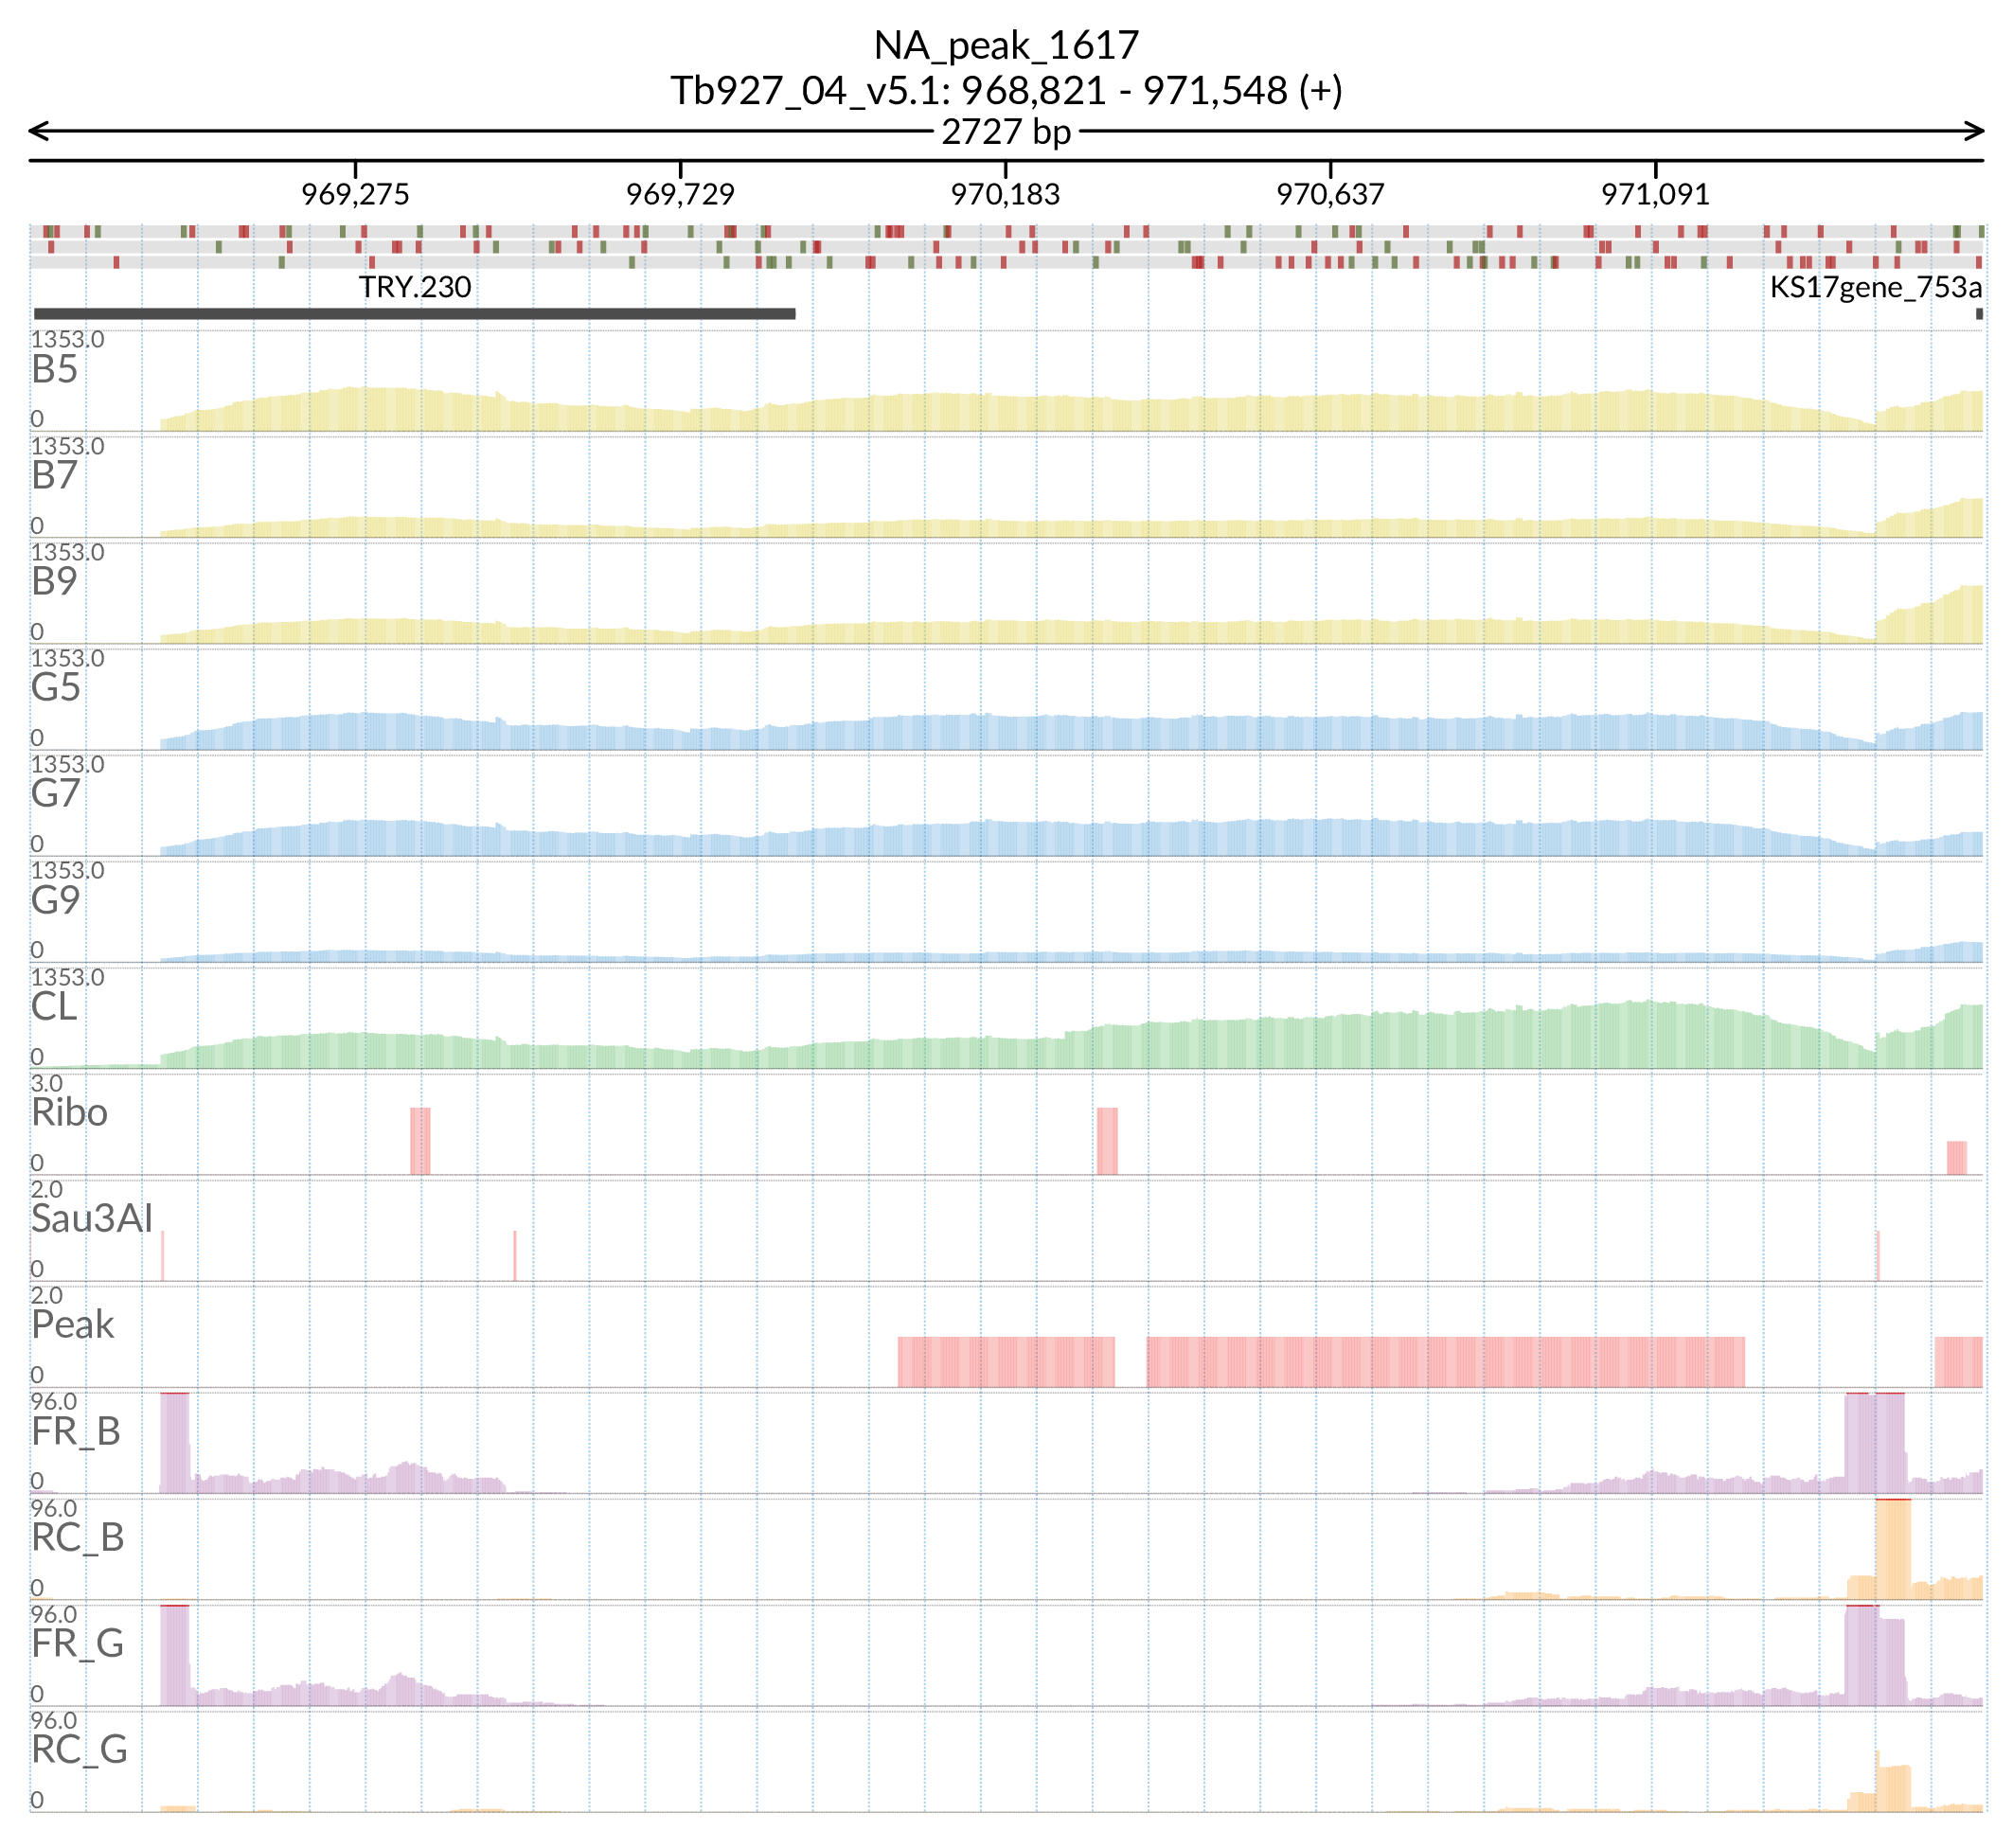 NA_peak_1617
Tb927_04_v5.1: 968,821 - 971,548 (+)
2727 bp
969,275 969,729 970,183 970,637 971,091
TRY.230 KS17gene_753a
1353.0
B5
0
1353.0
B7
0
1353.0
B9
0
1353.0
G5
0
1353.0
G7
0
1353.0
G9
0
1353.0
CL
0
3.0
Ribo
0
2.0
Sau3AI
0
2.0
Peak
0
96.0
FR_B
0
96.0
RC_B
0
96.0
FR_G
0
96.0
RC_G
0